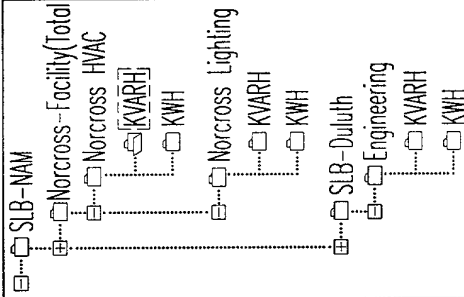 SLB-NAM
Norcross-Facility(Total
Norcross HVAC
KVARH
KWH
Norcross Lighting
KVARH
KWH
SLB-Duluth
Engineering
KVARH
KWH